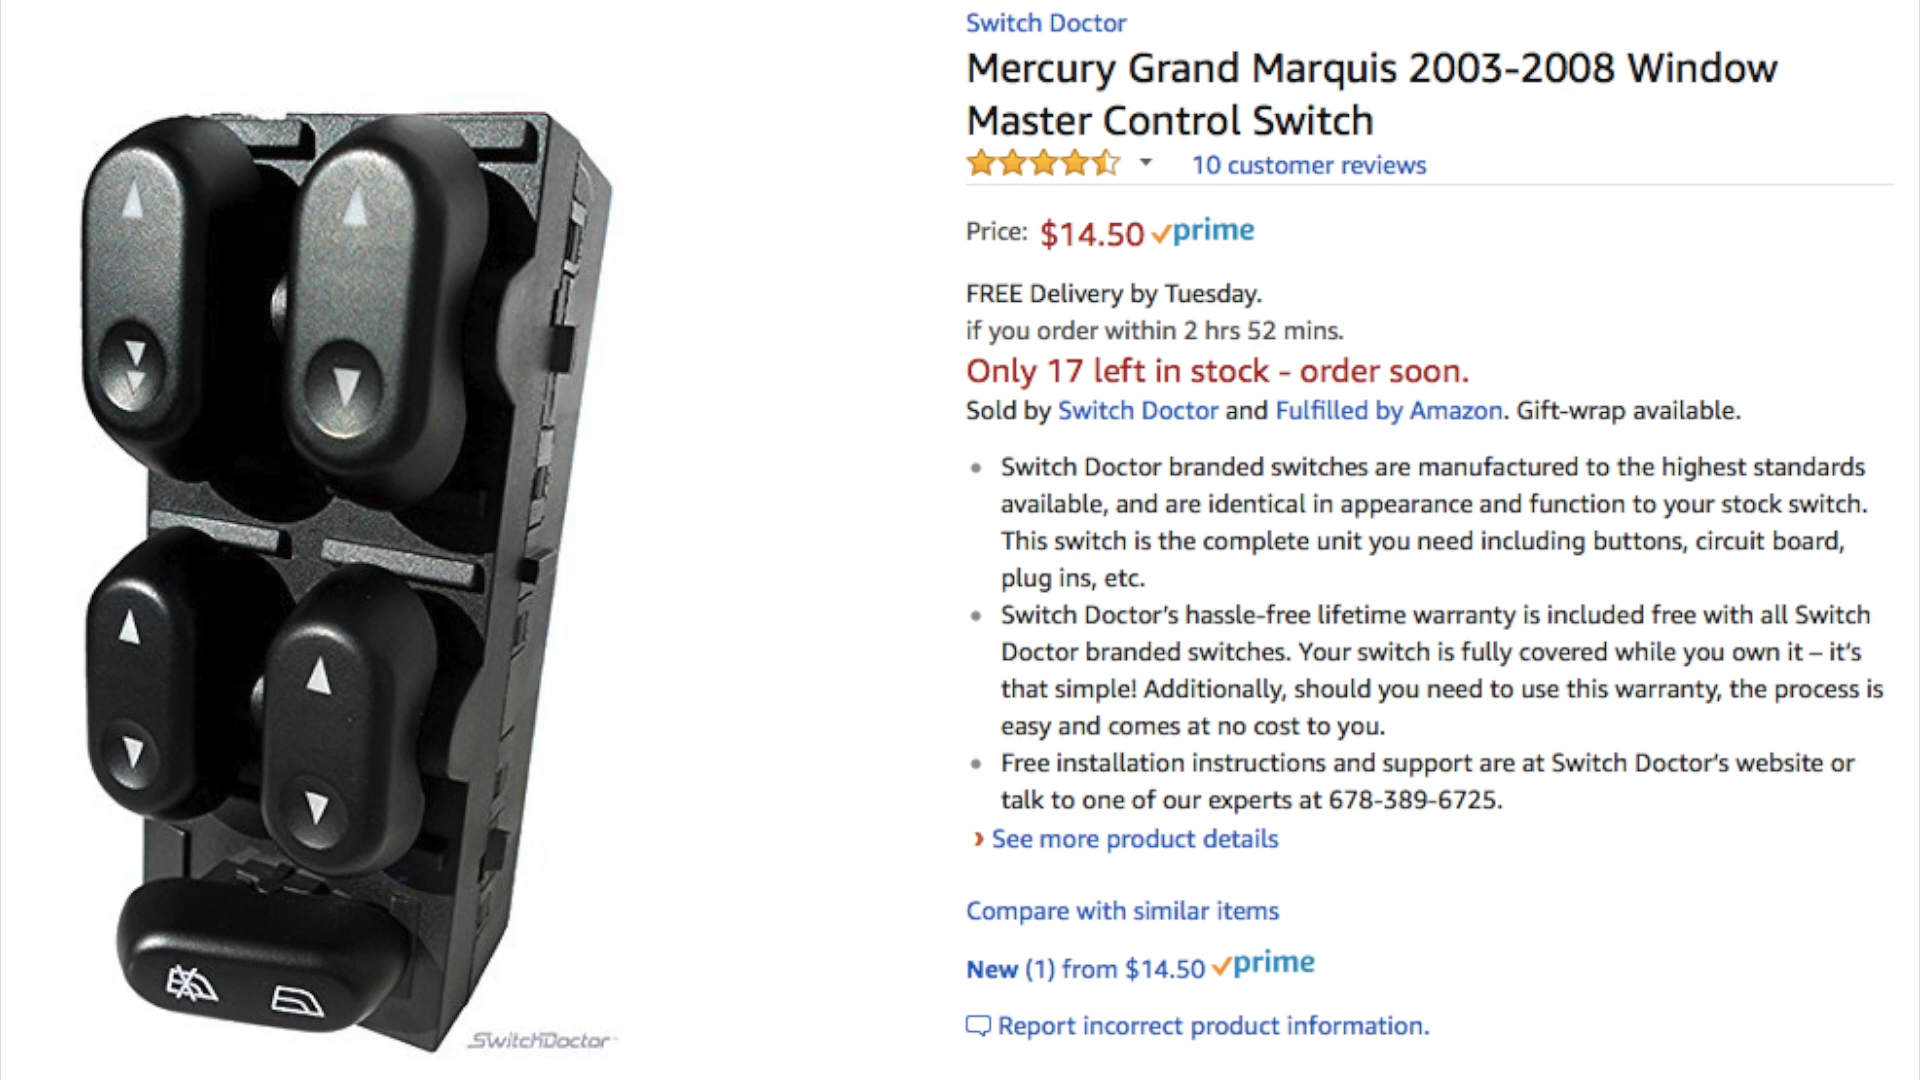 Switch Doctor
Mercury Grand Marquis 2003-2008 Window
Master Control Switch
10 customer reviews
Price: $14.50 prime
FREE Delivery by Tuesday.
if you order within 2 hrs 52 mins.
Only 17 left in stock - order soon.
Sold by Switch Doctor and Fulfilled by Amazon. Gift-wrap available.
Switch Doctor branded switches are manufactured to the highest standards
available, and are identical in appearance and function to your stock switch.
This switch is the complete unit you need including buttons, circuit board,
plug ins, etc.
Switch Doctor's hassle-free lifetime warranty is included free with all Switch
Doctor branded switches. Your switch is fully covered while you own it – it's
that simple! Additionally, should you need to use this warranty, the process is
easy and comes at no cost to you.
Free installation instructions and support are at Switch Doctor's website or
talk to one of our experts at 678-389-6725.
› See more product details
Compare with similar items
New (1) from $14.50 prime
Report incorrect product information.
SwitchDoctor